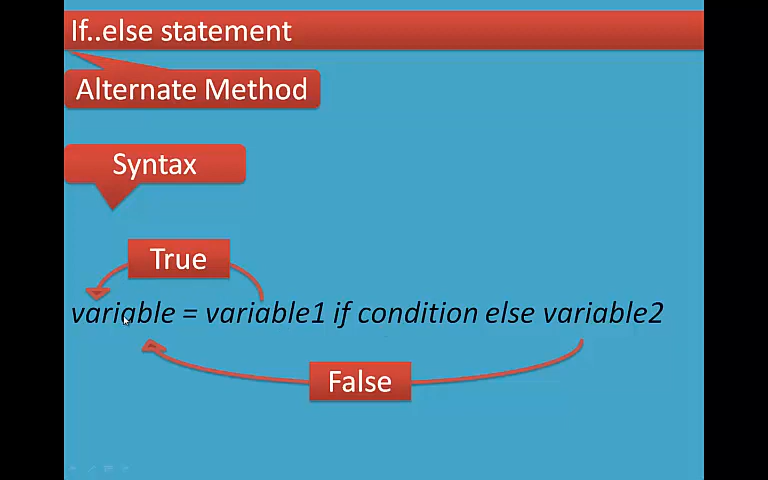 If..else statement
Alternate Method
Syntax
True
variable = variable1 if condition else variable2
False